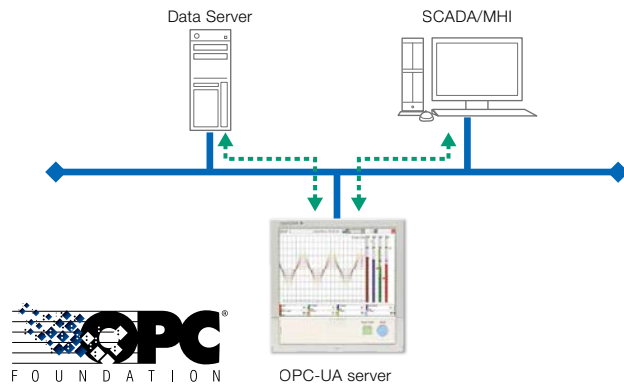 Data Server
SCADA/MHI
OPC®
FOUNDATION
OPC-UA server